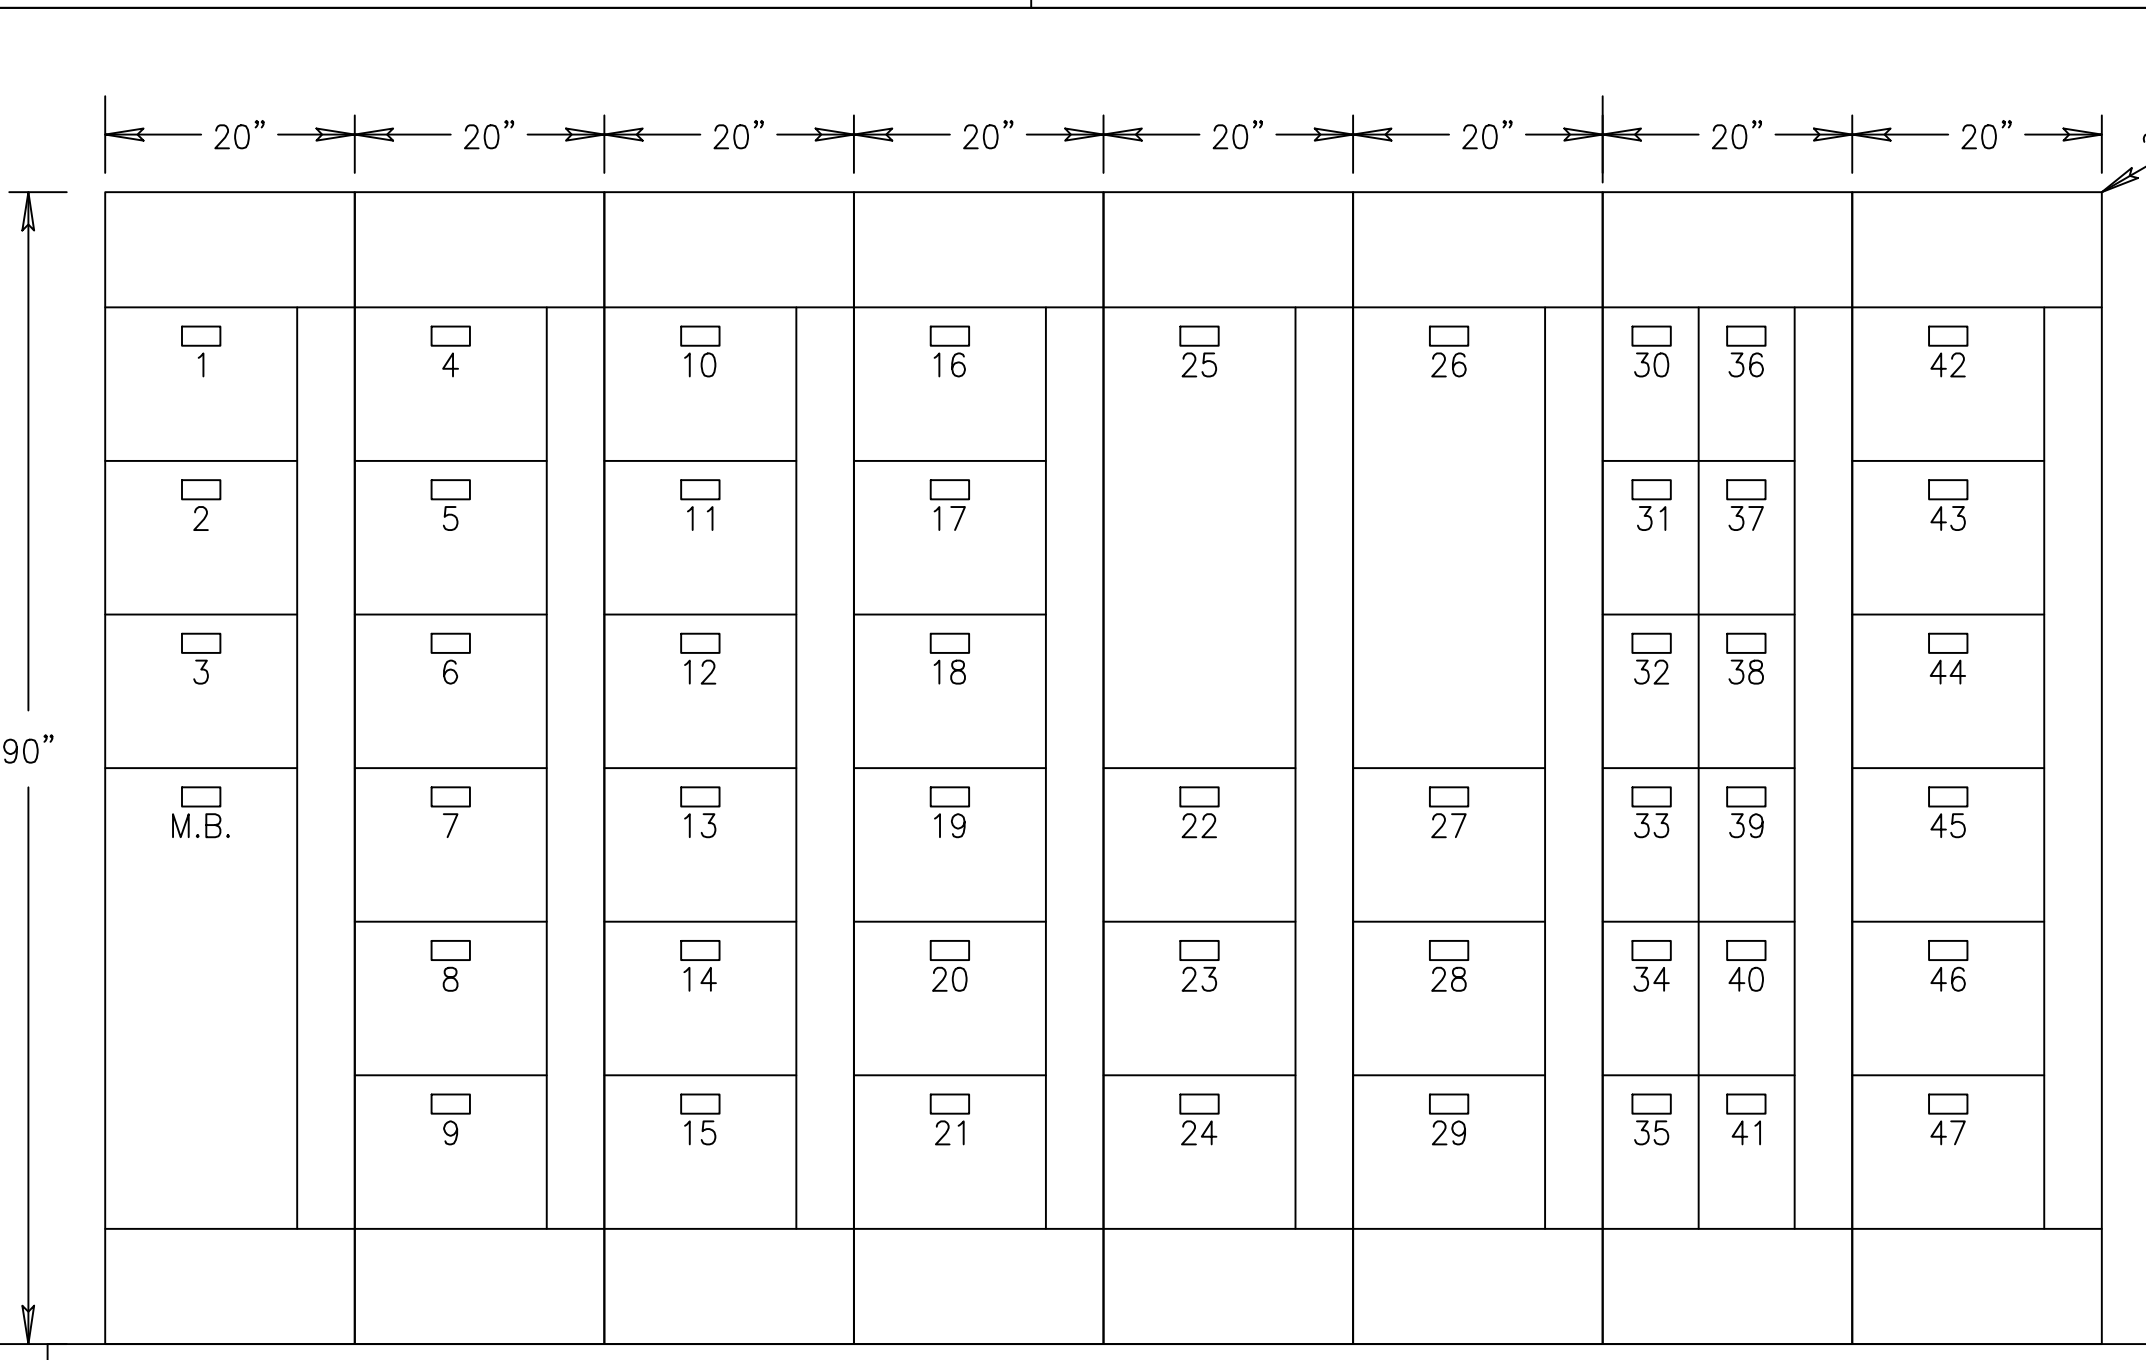 20” 20” 20” 20” 20” 20” 20” 20”
1 4 10 16 25 26 30 36 42
2 5 11 17 31 37 43
3 6 12 18 32 38 44
90”
M.B. 7 13 19 22 27 33 39 45
8 14 20 23 28 34 40 46
9 15 21 24 29 35 41 47